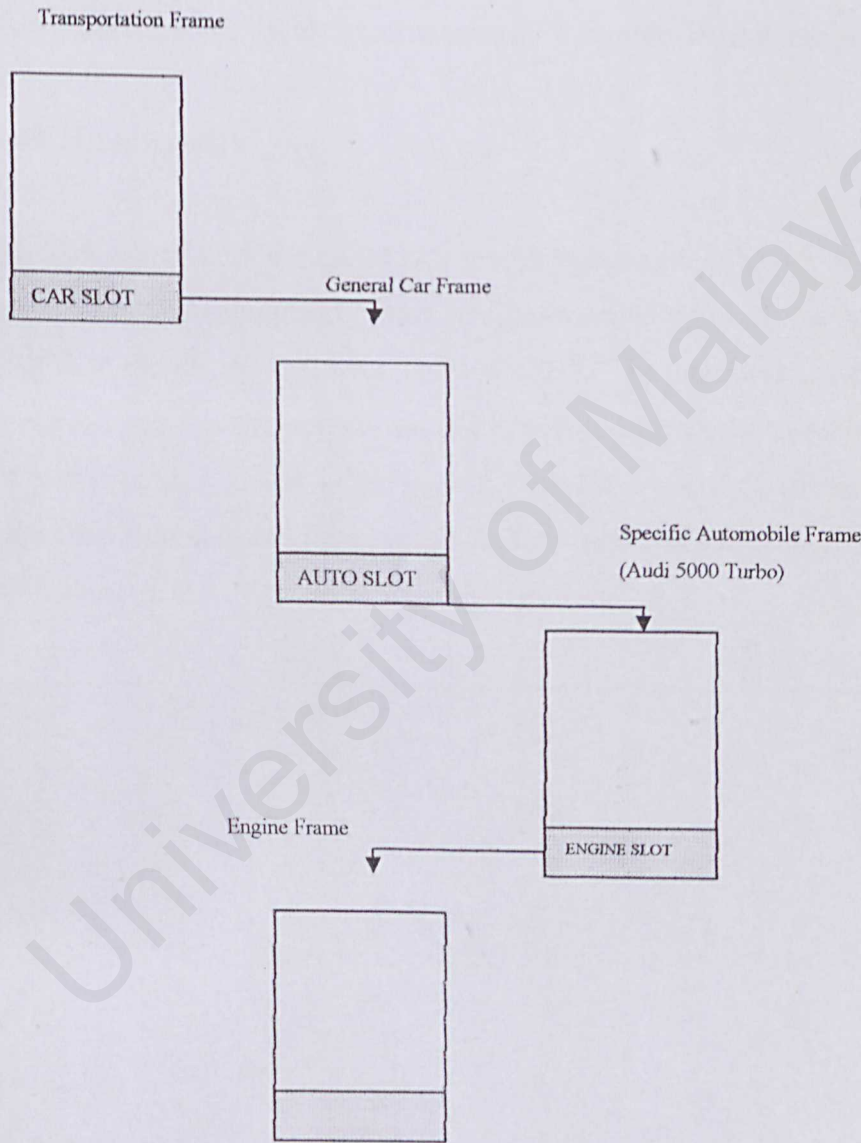 Transportation Frame
CAR SLOT
General Car Frame
AUTO SLOT
Specific Automobile Frame
(Audi 5000 Turbo)
Engine Frame
ENGINE SLOT
University of Malaya